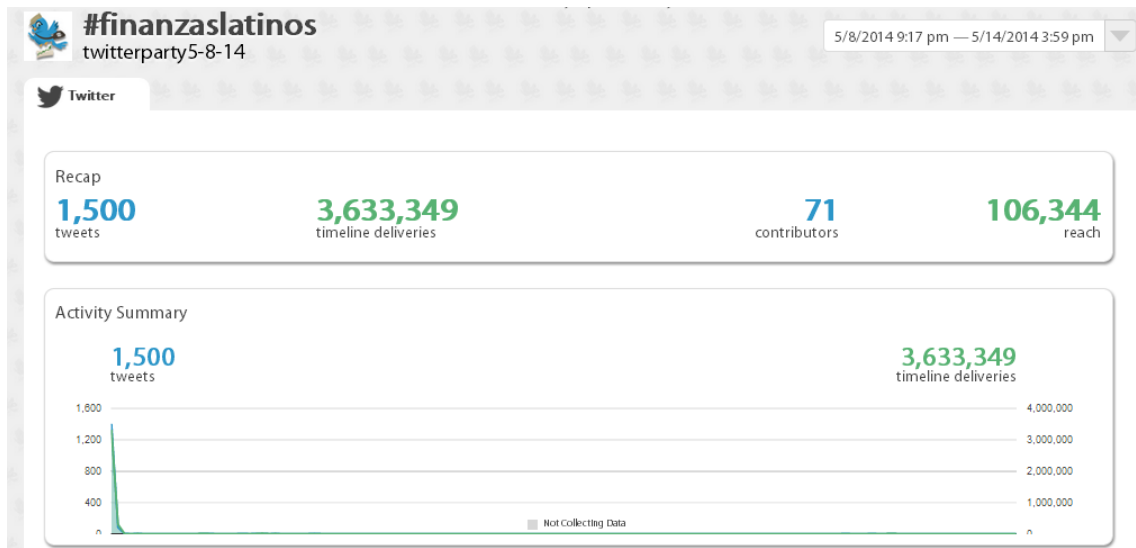 #finanzaslatinos
twitterparty5-8-14
5/8/2014 9:17 pm — 5/14/2014 3:59 pm
Twitter
Recap
1,500 3,633,349 71 106,344
tweets timeline deliveries contributors reach
Activity Summary
1,500 3,633,349
tweets timeline deliveries
1,600 4,000,000
1,200 3,000,000
800 2,000,000
400 1,000,000
Not Collecting Data
0 0